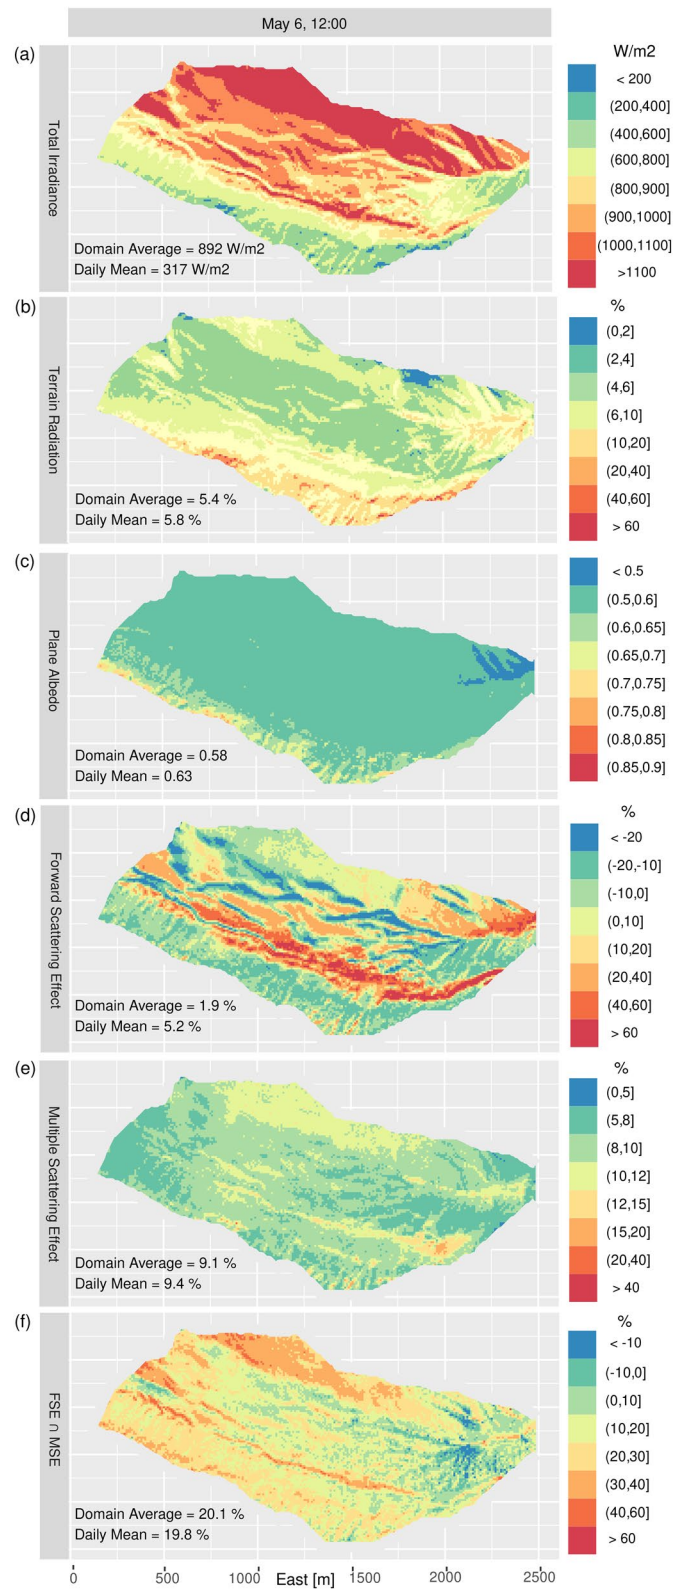 May 6, 12:00
(a)
Total Irradiance
Domain Average = 892 W/m2
Daily Mean = 317 W/m2
W/m2
< 200
(200,400]
(400,600]
(600,800]
(800,900]
(900,1000]
(1000,1100]
>1100
(b)
Terrain Radiation
Domain Average = 5.4 %
Daily Mean = 5.8 %
%
(0,2]
(2,4]
(4,6]
(6,10]
(10,20]
(20,40]
(40,60]
> 60
(c)
Plane Albedo
Domain Average = 0.58
Daily Mean = 0.63
< 0.5
(0.5,0.6]
(0.6,0.65]
(0.65,0.7]
(0.7,0.75]
(0.75,0.8]
(0.8,0.85]
(0.85,0.9]
(d)
Forward Scattering Effect
Domain Average = 1.9 %
Daily Mean = 5.2 %
%
< -20
(-20,-10]
(-10,0]
(0,10]
(10,20]
(20,40]
(40,60]
> 60
(e)
Multiple Scattering Effect
Domain Average = 9.1 %
Daily Mean = 9.4 %
%
(0,5]
(5,8]
(8,10]
(10,12]
(12,15]
(15,20]
(20,40]
> 40
(f)
FSE ∩ MSE
Domain Average = 20.1 %
Daily Mean = 19.8 %
%
< -10
(-10,0]
(0,10]
(10,20]
(20,30]
(30,40]
(40,60]
> 60
0 500 1000 1500 2000 2500
East [m]